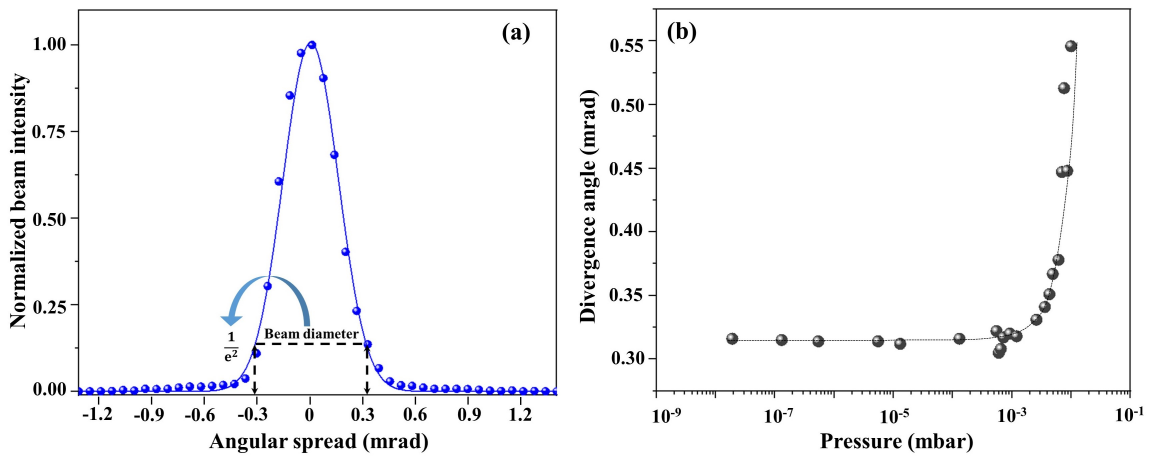 (a)
Normalized beam intensity
1.00
0.75
0.50
0.25
0.00
1/e²
Beam diameter
-1.2 -0.9 -0.6 -0.3 0 0.3 0.6 0.9 1.2
Angular spread (mrad)
(b)
Divergence angle (mrad)
0.55
0.50
0.45
0.40
0.35
0.30
10⁻⁹ 10⁻⁷ 10⁻⁵ 10⁻³ 10⁻¹
Pressure (mbar)